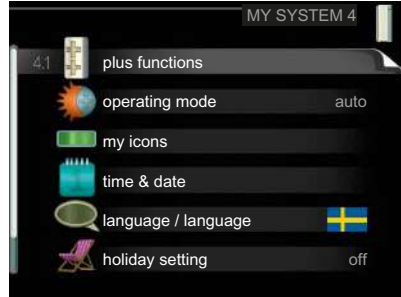 MY SYSTEM 4
4.1 plus functions
operating mode auto
my icons
time & date
language / language
holiday setting off